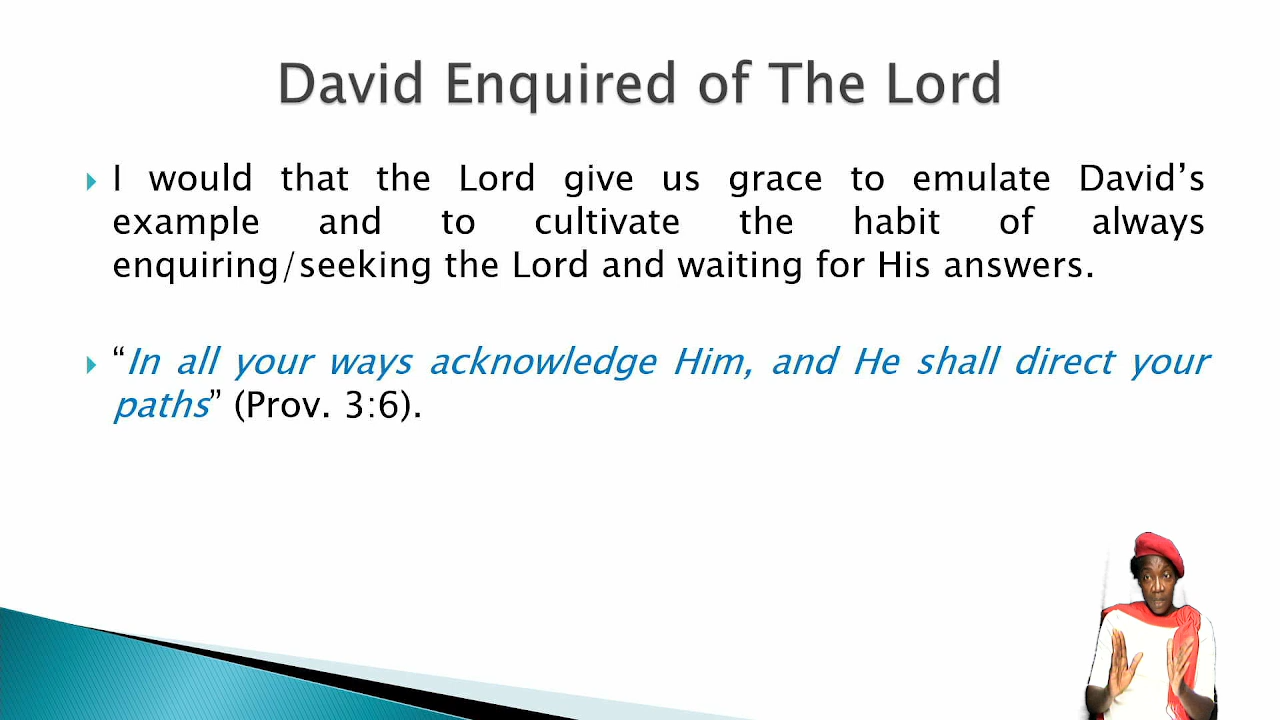 David Enquired of The Lord
I would that the Lord give us grace to emulate David’s
example and to cultivate the habit of always
enquiring/seeking the Lord and waiting for His answers.
“In all your ways acknowledge Him, and He shall direct your
paths” (Prov. 3:6).